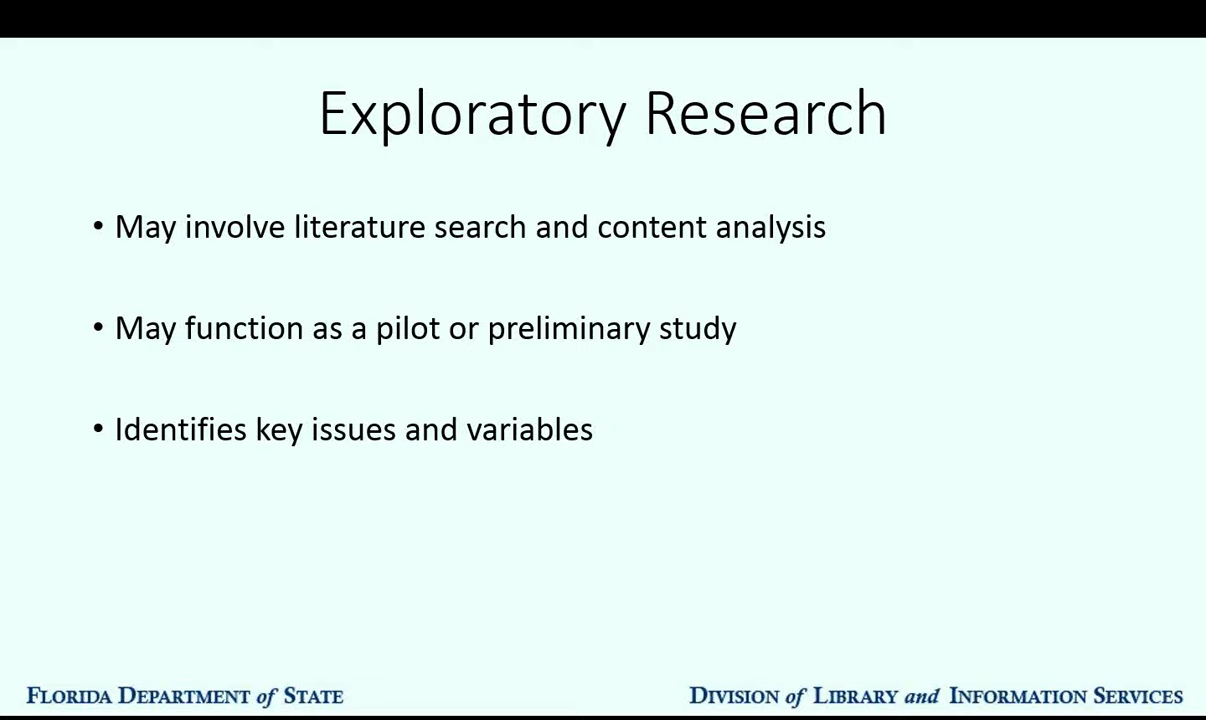 Exploratory Research
• May involve literature search and content analysis
• May function as a pilot or preliminary study
• Identifies key issues and variables
FLORIDA DEPARTMENT of STATE
DIVISION of LIBRARY and INFORMATION SERVICES